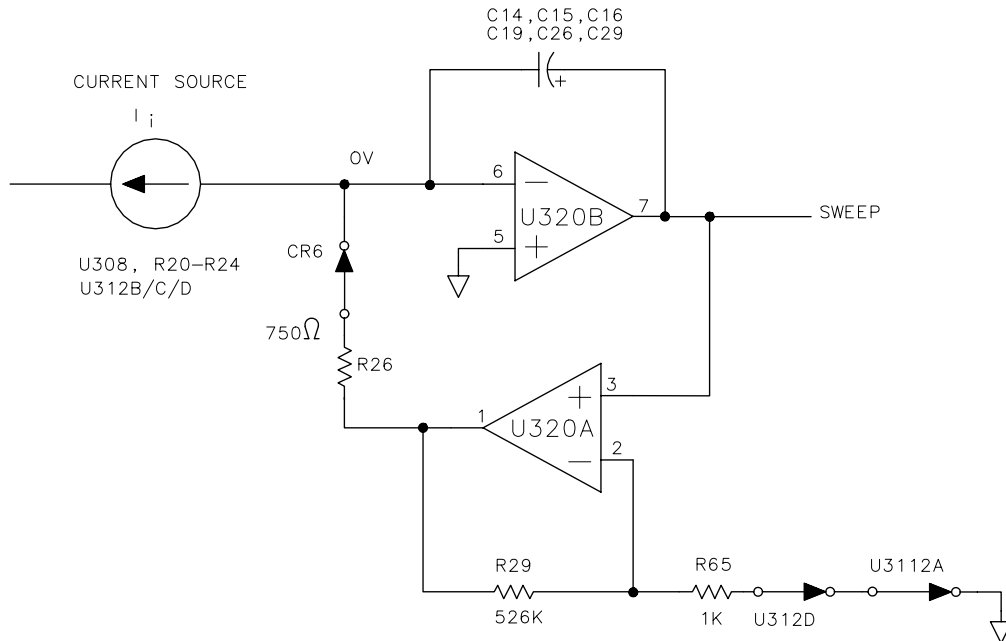 C14,C15,C16
C19,C26,C29
+
CURRENT SOURCE
I i
0V
6
−
U320B
7
SWEEP
5
+
CR6
U308, R20−R24
U312B/C/D
750Ω
R26
3
+
1
U320A
2
−
R29
526K
R65
1K
U312D
U3112A